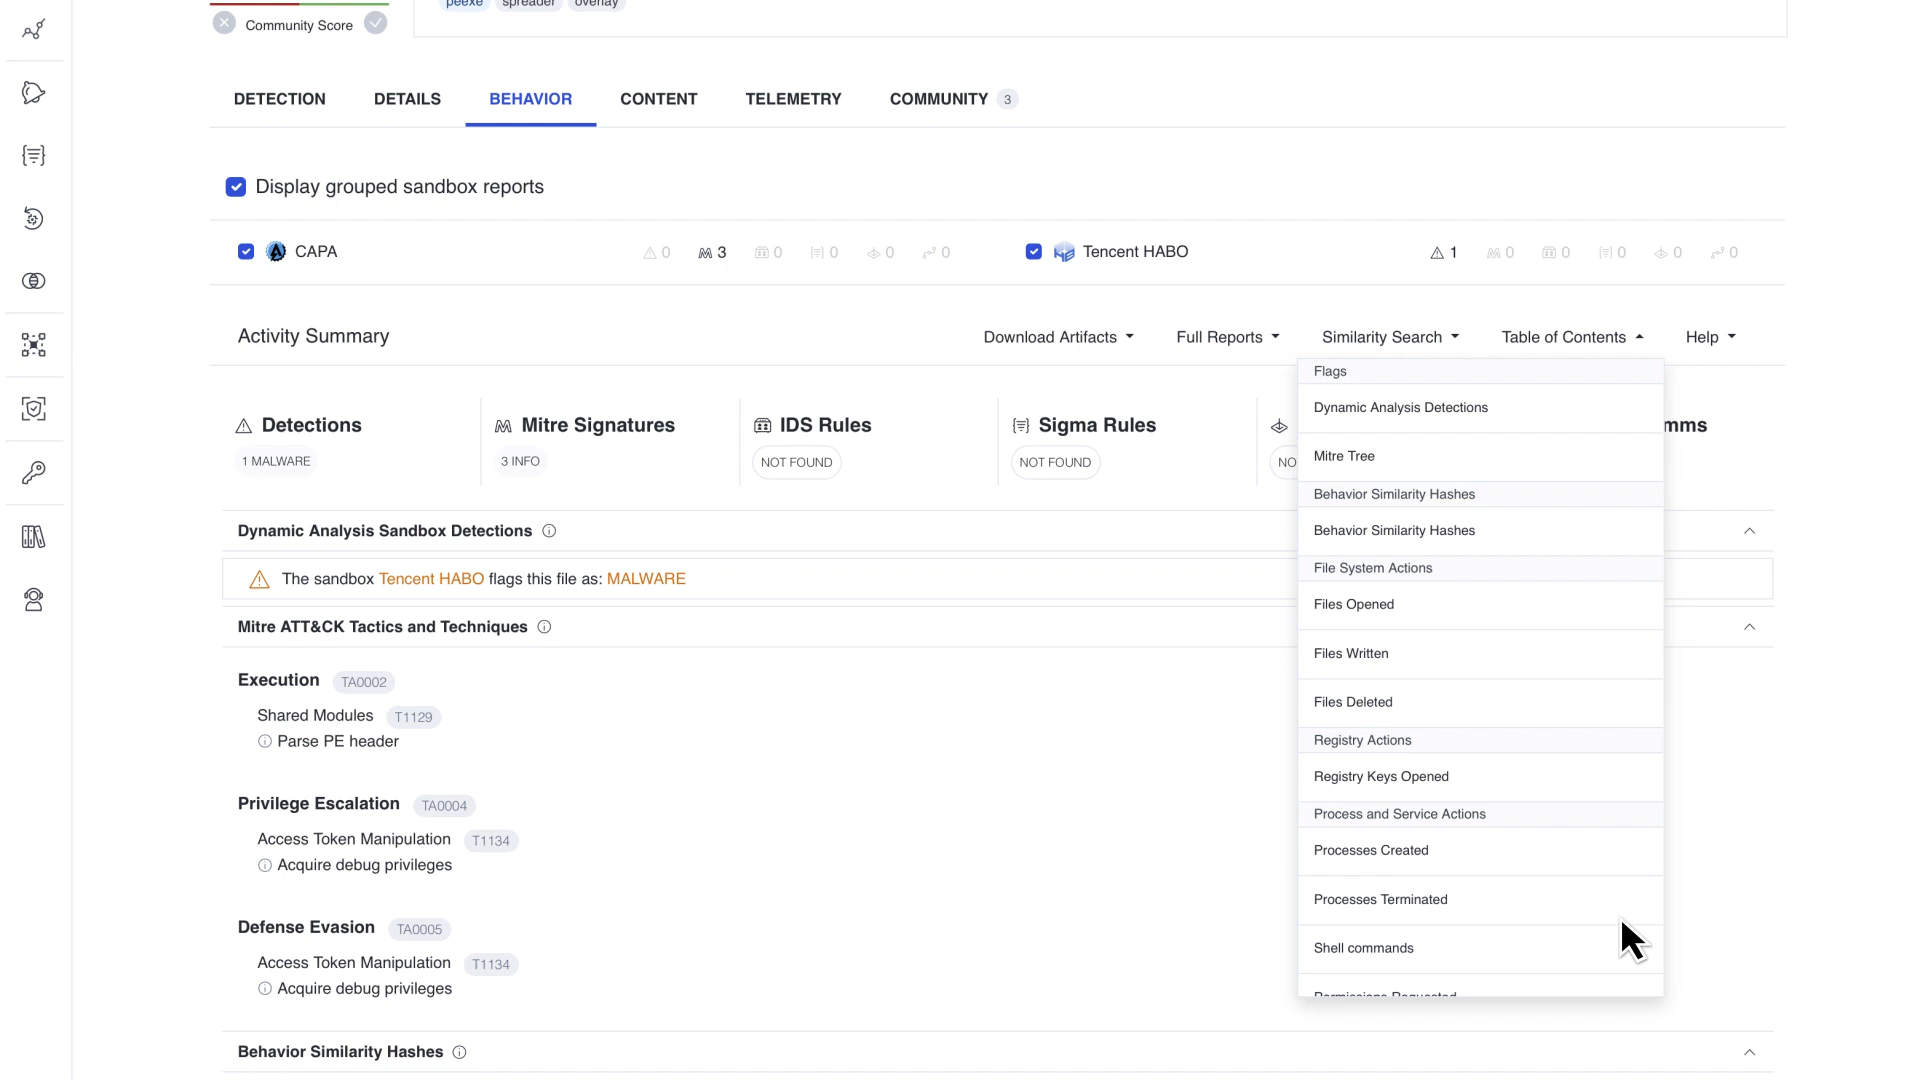 peexe spreader overlay
Community Score
DETECTION DETAILS BEHAVIOR CONTENT TELEMETRY COMMUNITY 3
Display grouped sandbox reports
CAPA 0 3 0 0 0 0 Tencent HABO 1 0 0 0 0 0
Activity Summary Download Artifacts Full Reports Similarity Search Table of Contents Help
Detections Mitre Signatures IDS Rules Sigma Rules mms
1 MALWARE 3 INFO NOT FOUND NOT FOUND NO
Dynamic Analysis Sandbox Detections
The sandbox Tencent HABO flags this file as: MALWARE
Mitre ATT&CK Tactics and Techniques
Execution TA0002
Shared Modules T1129
Parse PE header
Privilege Escalation TA0004
Access Token Manipulation T1134
Acquire debug privileges
Defense Evasion TA0005
Access Token Manipulation T1134
Acquire debug privileges
Behavior Similarity Hashes
Flags
Dynamic Analysis Detections
Mitre Tree
Behavior Similarity Hashes
Behavior Similarity Hashes
File System Actions
Files Opened
Files Written
Files Deleted
Registry Actions
Registry Keys Opened
Process and Service Actions
Processes Created
Processes Terminated
Shell commands
Permissions Requested